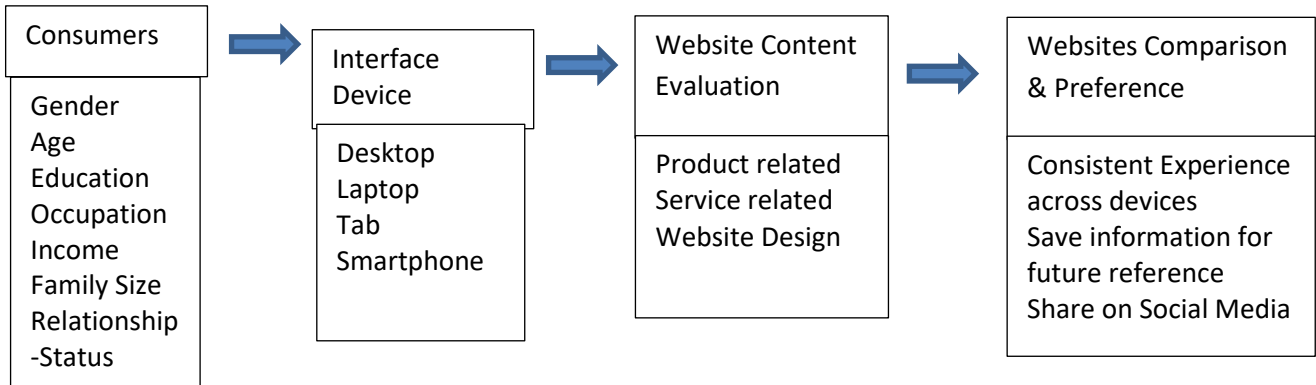 Consumers
Gender
Age
Education
Occupation
Income
Family Size
Relationship
-Status
Interface
Device
Desktop
Laptop
Tab
Smartphone
Website Content
Evaluation
Product related
Service related
Website Design
Websites Comparison
& Preference
Consistent Experience
across devices
Save information for
future reference
Share on Social Media